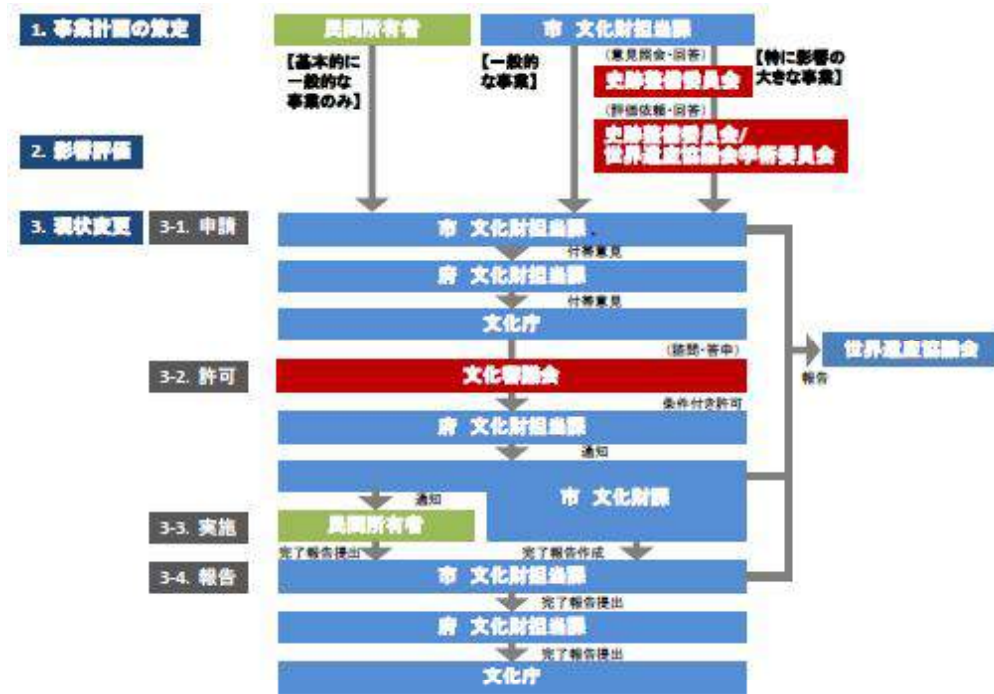 1. 事業計画の策定
民間所有者
市 文化財担当課
【基本的に
一般的な
事業のみ】
【一般的
な事業】
(意見照会・回答)
史跡整備委員会
【特に影響の
大きな事業】
(評価依頼・回答)
2. 影響評価
史跡整備委員会/
世界遺産協議会学術委員会
3. 現状変更
3-1. 申請
市 文化財担当課
付帯意見
府 文化財担当課
付帯意見
文化庁
(諮問・答申)
世界遺産協議会
報告
3-2. 許可
文化審議会
条件付き許可
府 文化財担当課
通知
市 文化財課
通知
3-3. 実施
民間所有者
完了報告提出
完了報告作成
3-4. 報告
市 文化財担当課
完了報告提出
府 文化財担当課
完了報告提出
文化庁